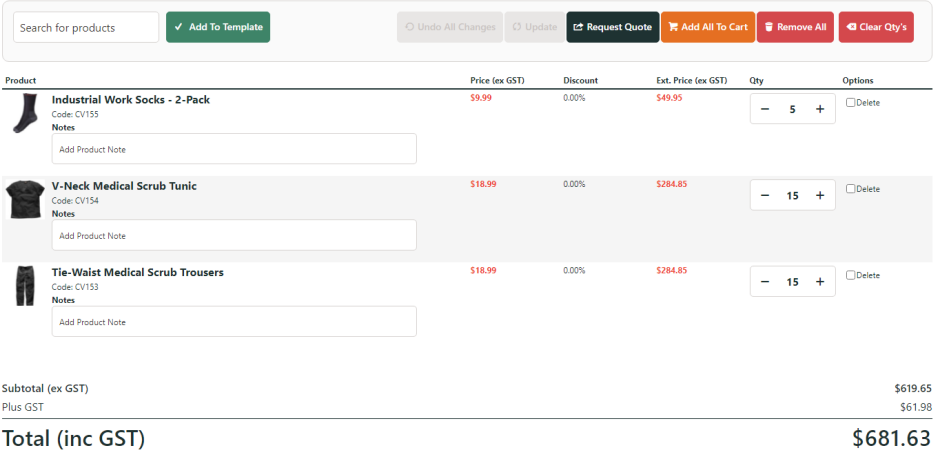 Search for products
Add To Template
Undo All Changes
Update
Request Quote
Add All To Cart
Remove All
Clear Qty's
Product Price (ex GST) Discount Ext. Price (ex GST) Qty Options
Industrial Work Socks - 2-Pack $9.99 0.00% $49.95 − 5 + Delete
Code: CV155
Notes
Add Product Note
V-Neck Medical Scrub Tunic $18.99 0.00% $284.85 − 15 + Delete
Code: CV154
Notes
Add Product Note
Tie-Waist Medical Scrub Trousers $18.99 0.00% $284.85 − 15 + Delete
Code: CV153
Notes
Add Product Note
Subtotal (ex GST) $619.65
Plus GST $61.98
Total (inc GST) $681.63